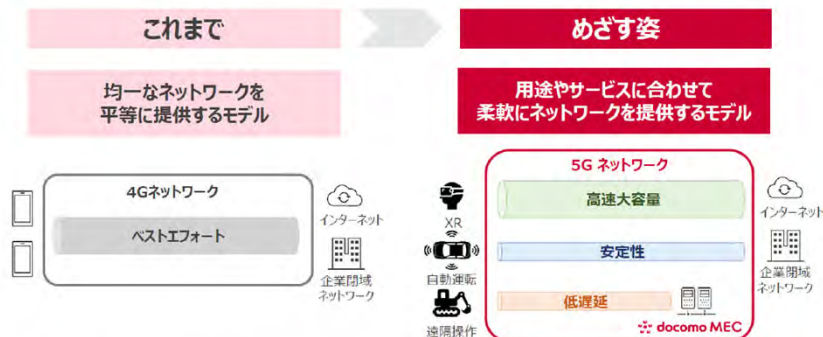 これまで
めざす姿
均一なネットワークを
平等に提供するモデル
用途やサービスに合わせて
柔軟にネットワークを提供するモデル
4Gネットワーク
ベストエフォート
インターネット
企業閉域
ネットワーク
5G ネットワーク
XR
高速大容量
インターネット
自動運転
安定性
企業閉域
ネットワーク
遠隔操作
低遅延
docomo MEC